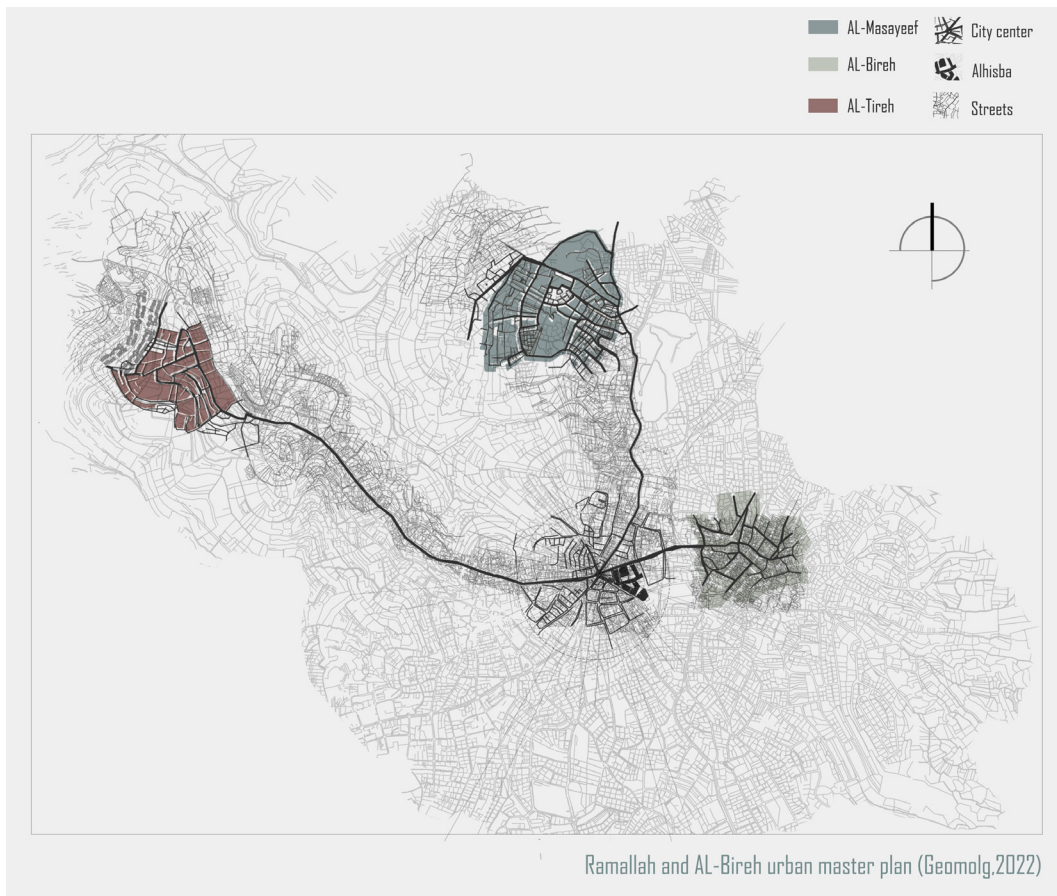 AL-Masayeef
City center
AL-Bireh
Alhisba
AL-Tireh
Streets
Ramallah and AL-Bireh urban master plan (Geomolg,2022)